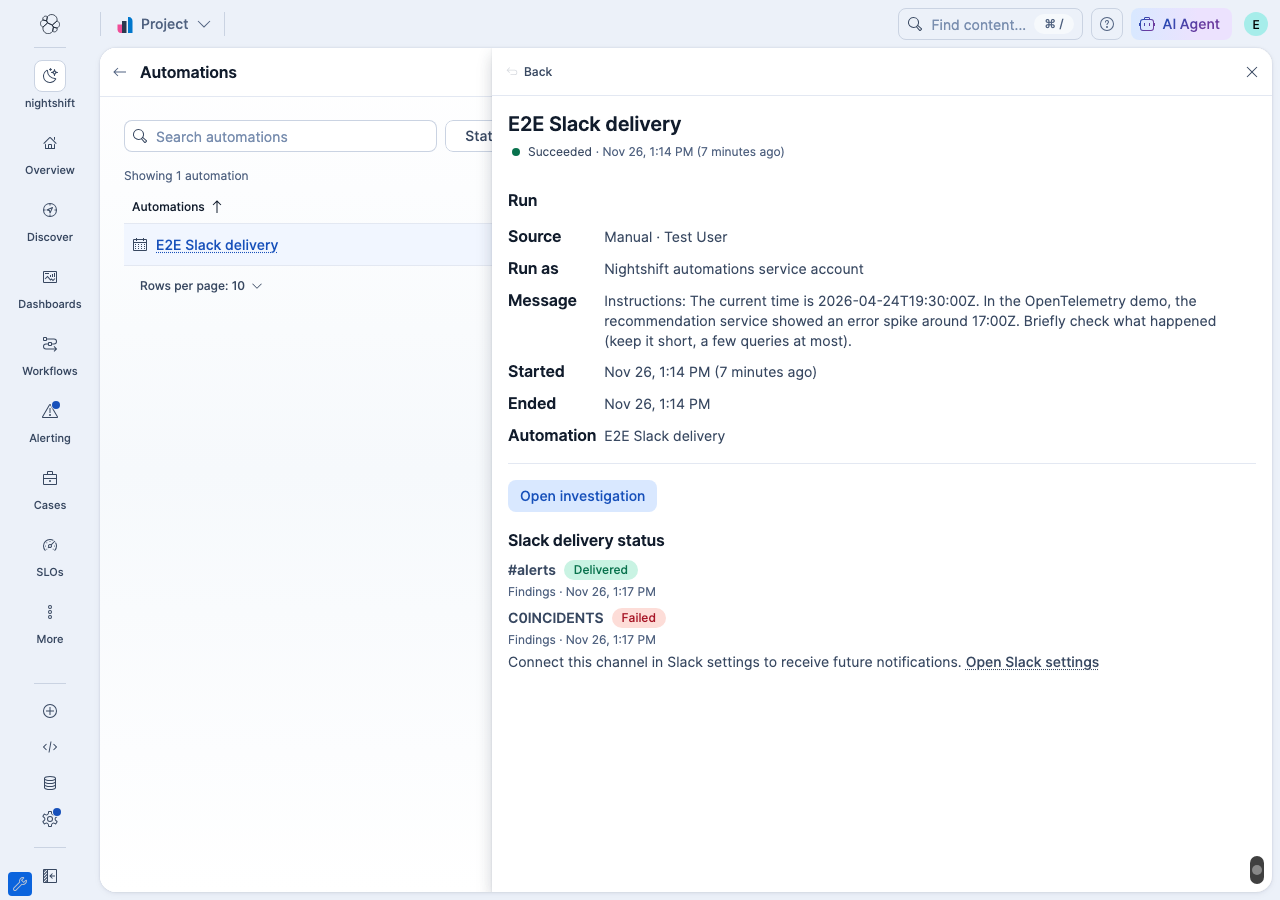 Project
Find content...
⌘ /
AI Agent
E
nightshift
Overview
Discover
Dashboards
Workflows
Alerting
Cases
SLOs
More
Automations
Search automations
Stat
Showing 1 automation
Automations
E2E Slack delivery
Rows per page: 10
Back
E2E Slack delivery
Succeeded · Nov 26, 1:14 PM (7 minutes ago)
Run
Source Manual · Test User
Run as Nightshift automations service account
Message Instructions: The current time is 2026-04-24T19:30:00Z. In the OpenTelemetry demo, the
recommendation service showed an error spike around 17:00Z. Briefly check what happened
(keep it short, a few queries at most).
Started Nov 26, 1:14 PM (7 minutes ago)
Ended Nov 26, 1:14 PM
Automation E2E Slack delivery
Open investigation
Slack delivery status
#alerts Delivered
Findings · Nov 26, 1:17 PM
C0INCIDENTS Failed
Findings · Nov 26, 1:17 PM
Connect this channel in Slack settings to receive future notifications. Open Slack settings